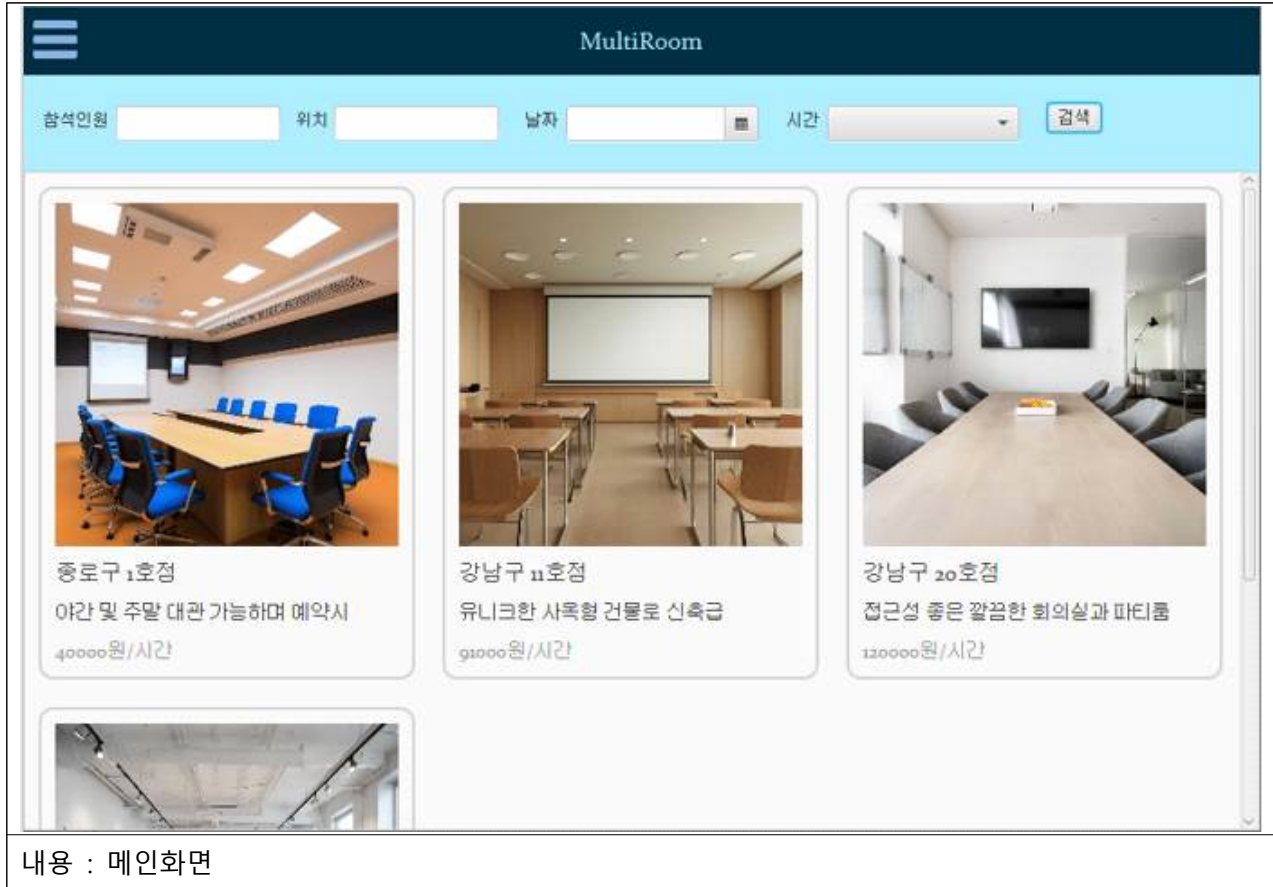 MultiRoom
참석인원 위치 날짜 시간 검색
종로구 1호점
야간 및 주말 대관 가능하며 예약시
40000원/시간
강남구 11호점
유니크한 사옥형 건물로 신축급
91000원/시간
강남구 20호점
접근성 좋은 깔끔한 회의실과 파티룸
120000원/시간
내용 : 메인화면